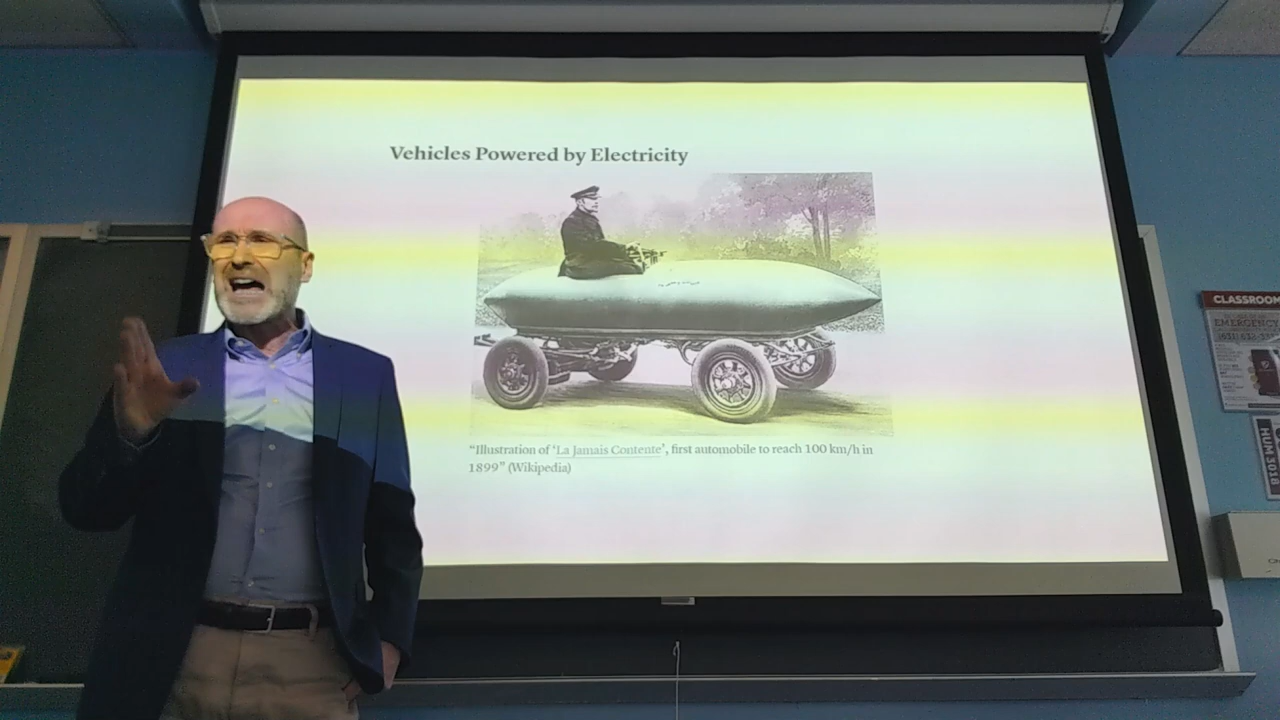 Vehicles Powered by Electricity
“Illustration of ‘La Jamais Contente’, first automobile to reach 100 km/h in
1899” (Wikipedia)
CLASSROOM
EMERGENCY
HUM 3018